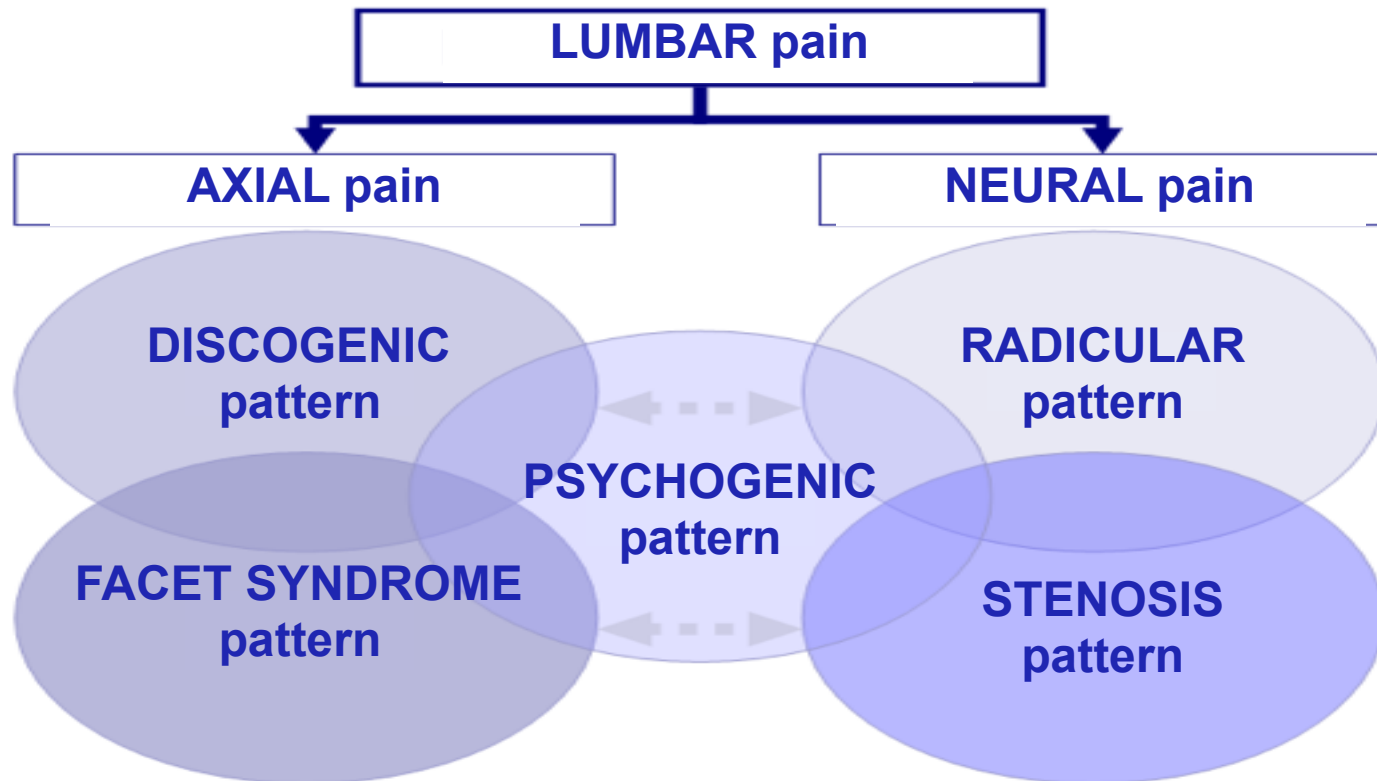 LUMBAR pain
AXIAL pain
NEURAL pain
DISCOGENIC
pattern
RADICULAR
pattern
PSYCHOGENIC
pattern
FACET SYNDROME
pattern
STENOSIS
pattern